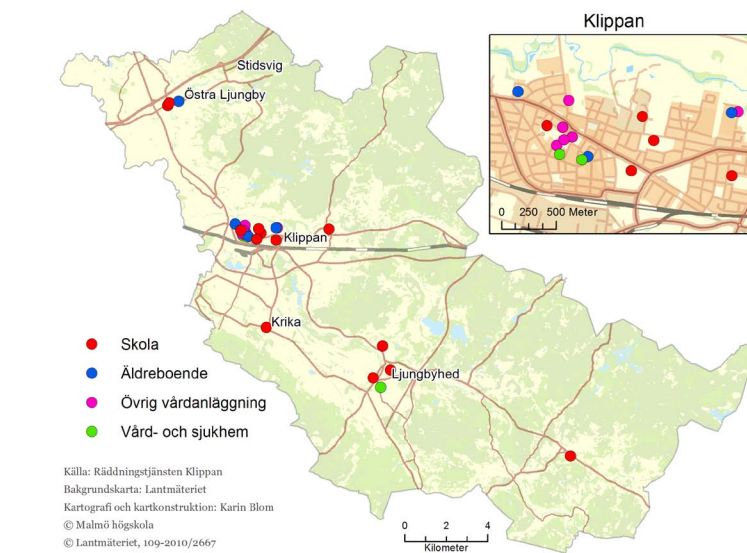 Klippan
Stidsvig
Östra Ljungby
0 250 500 Meter
Klippan
Krika
Ljungbyhed
Skola
Äldreboende
Övrig vårdanläggning
Vård- och sjukhem
Källa: Räddningstjänsten Klippan
Bakgrundskarta: Lantmäteriet
Kartografi och kartkonstruktion: Karin Blom
© Malmö högskola
© Lantmäteriet, 109-2010/2667
0 2 4
Kilometer